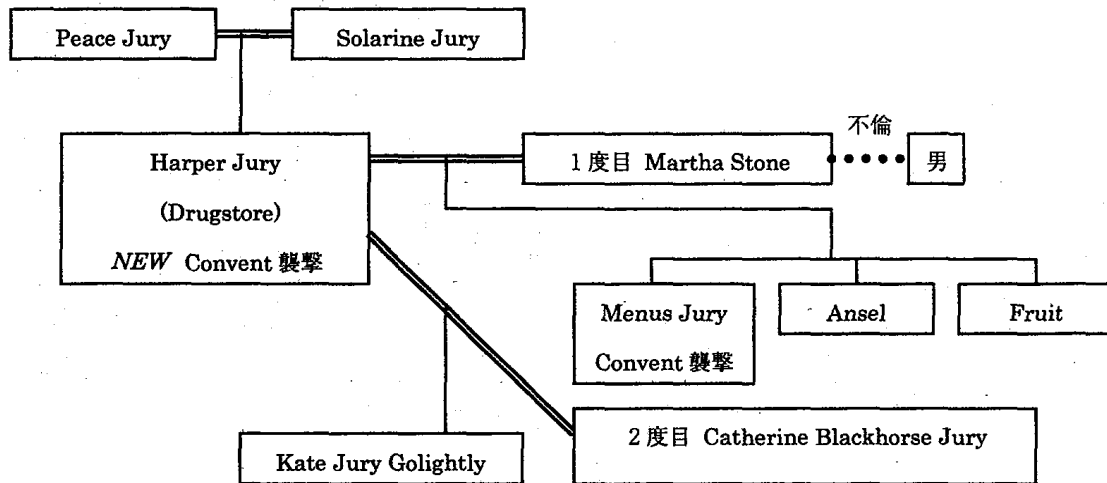 Peace Jury
Solarine Jury
不倫
Harper Jury
(Drugstore)
NEW Convent 襲撃
1度目 Martha Stone
男
Menus Jury
Convent 襲撃
Ansel
Fruit
2度目 Catherine Blackhorse Jury
Kate Jury Golightly